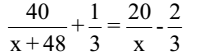 40/(x+48) + 1/3 = 20/x - 2/3